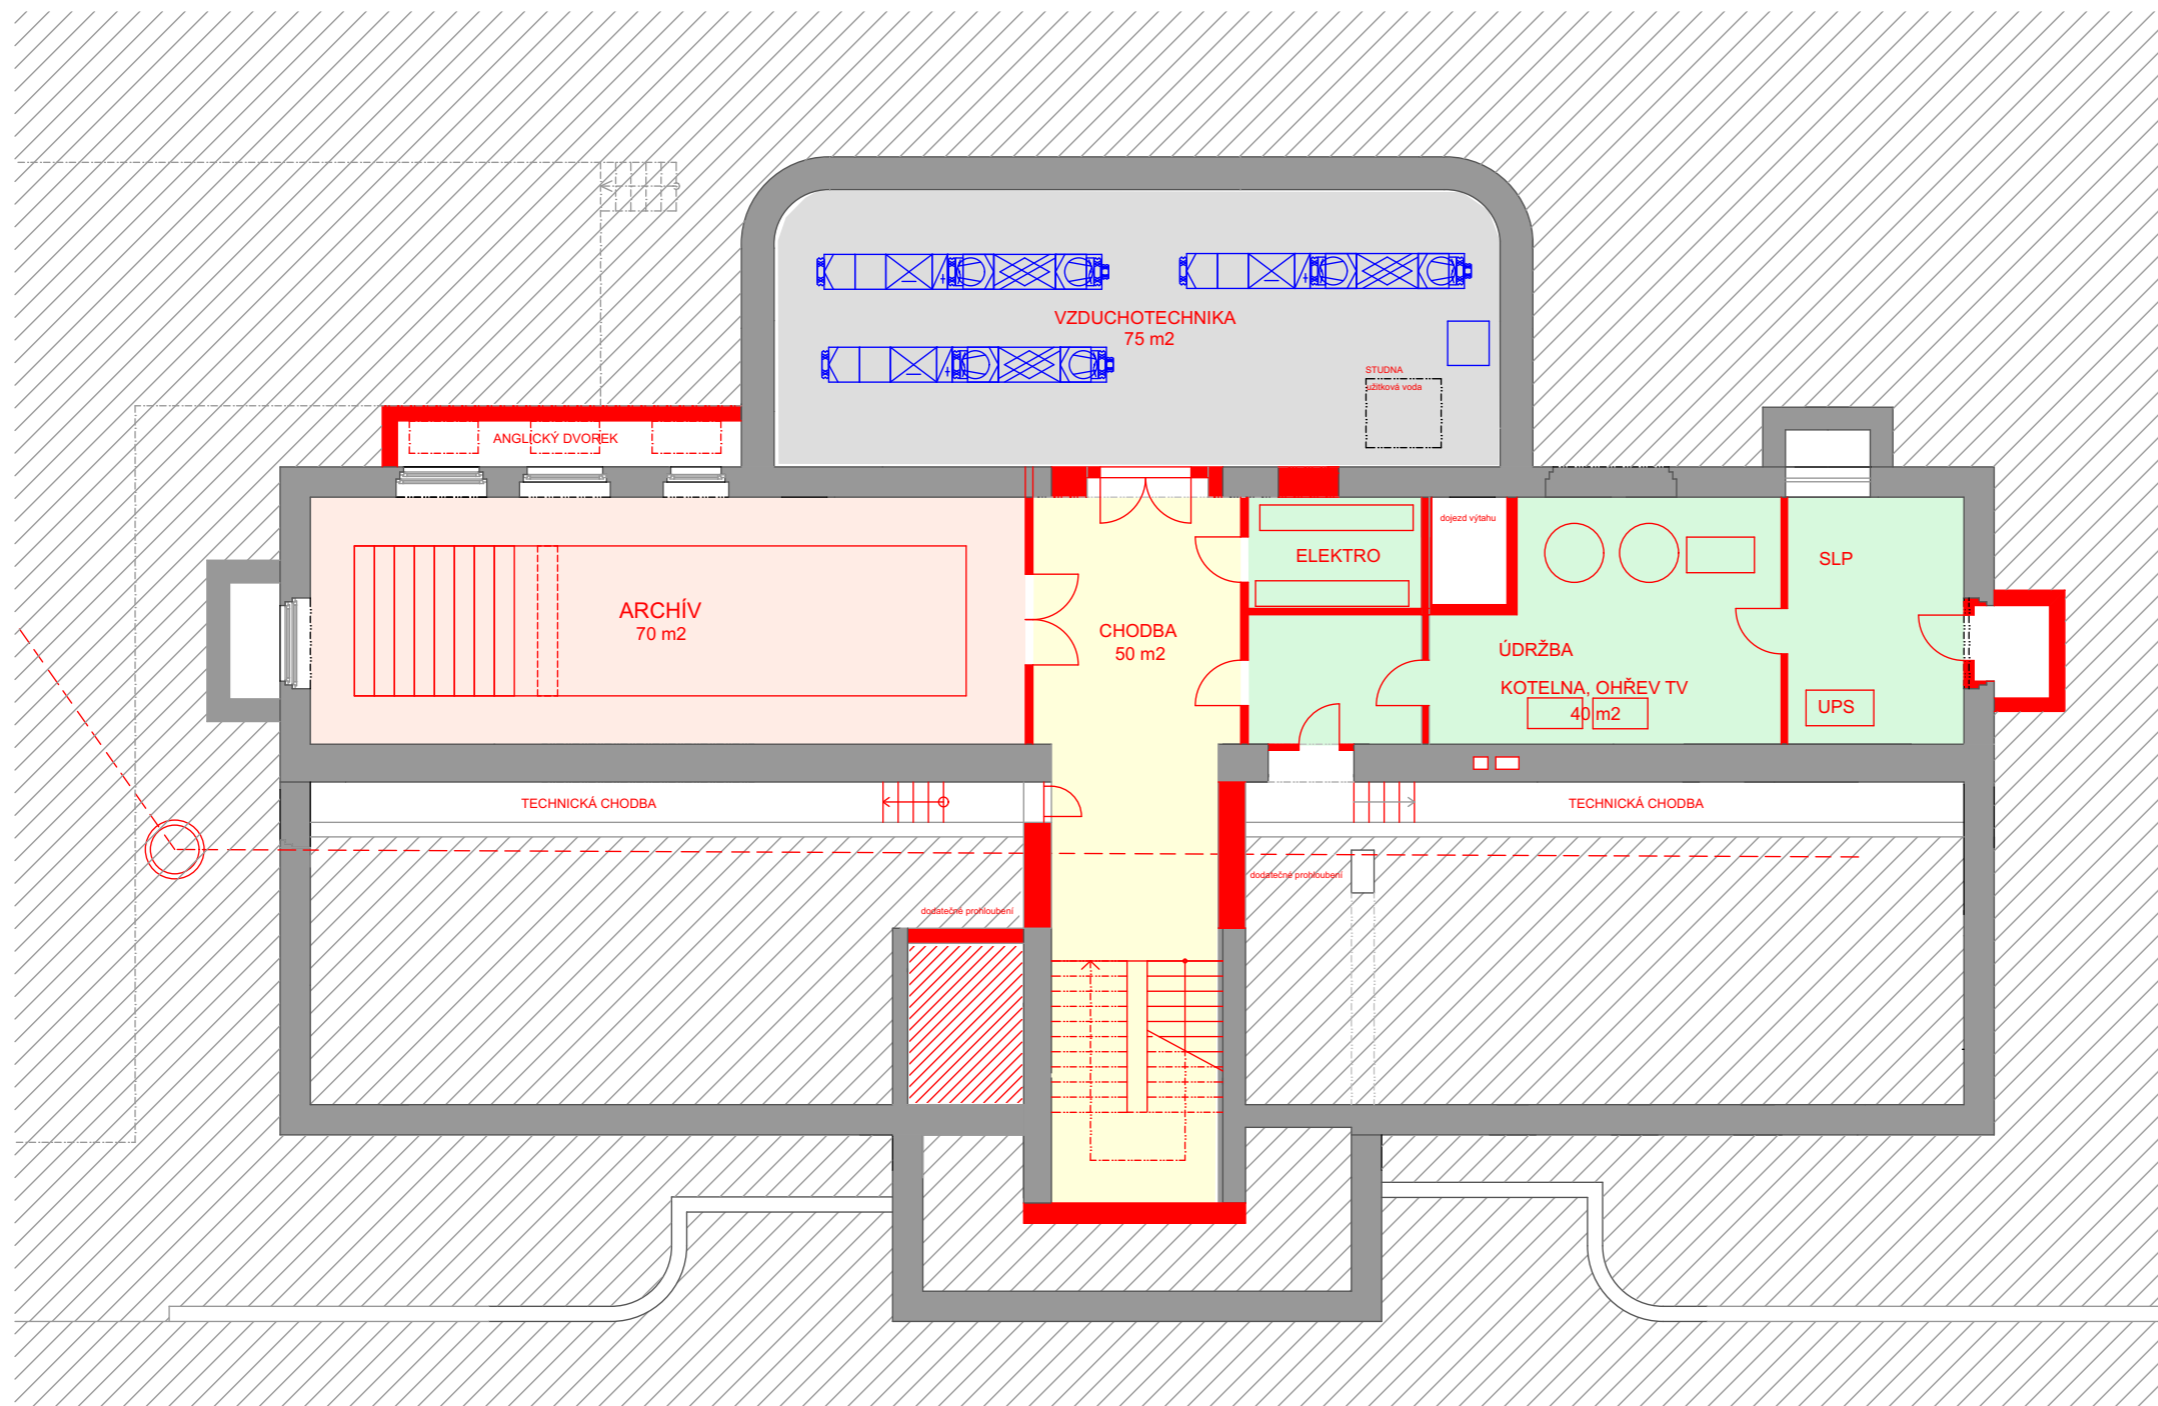 VZDUCHOTECHNIKA
75 m2
STUDNA
užitková voda
ANGLICKÝ DVOREK
dojezd výtahu
ELEKTRO
SLP
ARCHÍV
70 m2
CHODBA
50 m2
ÚDRŽBA
KOTELNA, OHŘEV TV
40 m2
UPS
TECHNICKÁ CHODBA
TECHNICKÁ CHODBA
dodatečné prohloubení
dodatečné prohloubení